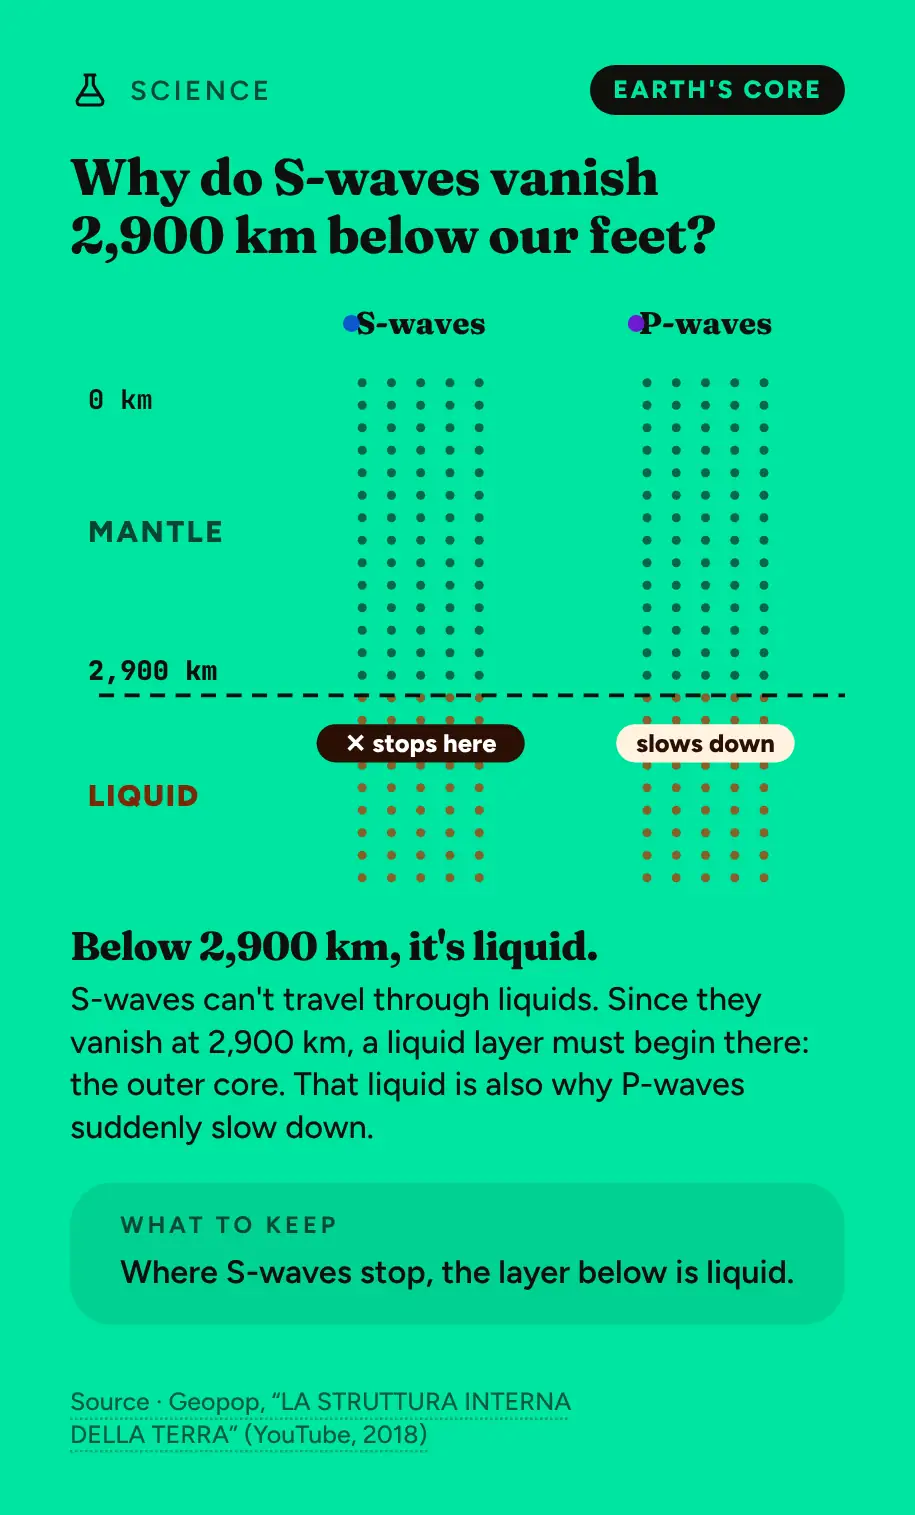 SCIENCE
EARTH'S CORE
Why do S-waves vanish
2,900 km below our feet?
S-waves
P-waves
0 km
MANTLE
2,900 km
✕ stops here
slows down
LIQUID
Below 2,900 km, it's liquid.
S-waves can't travel through liquids. Since they
vanish at 2,900 km, a liquid layer must begin there:
the outer core. That liquid is also why P-waves
suddenly slow down.
WHAT TO KEEP
Where S-waves stop, the layer below is liquid.
Source · Geopop, “LA STRUTTURA INTERNA
DELLA TERRA” (YouTube, 2018)